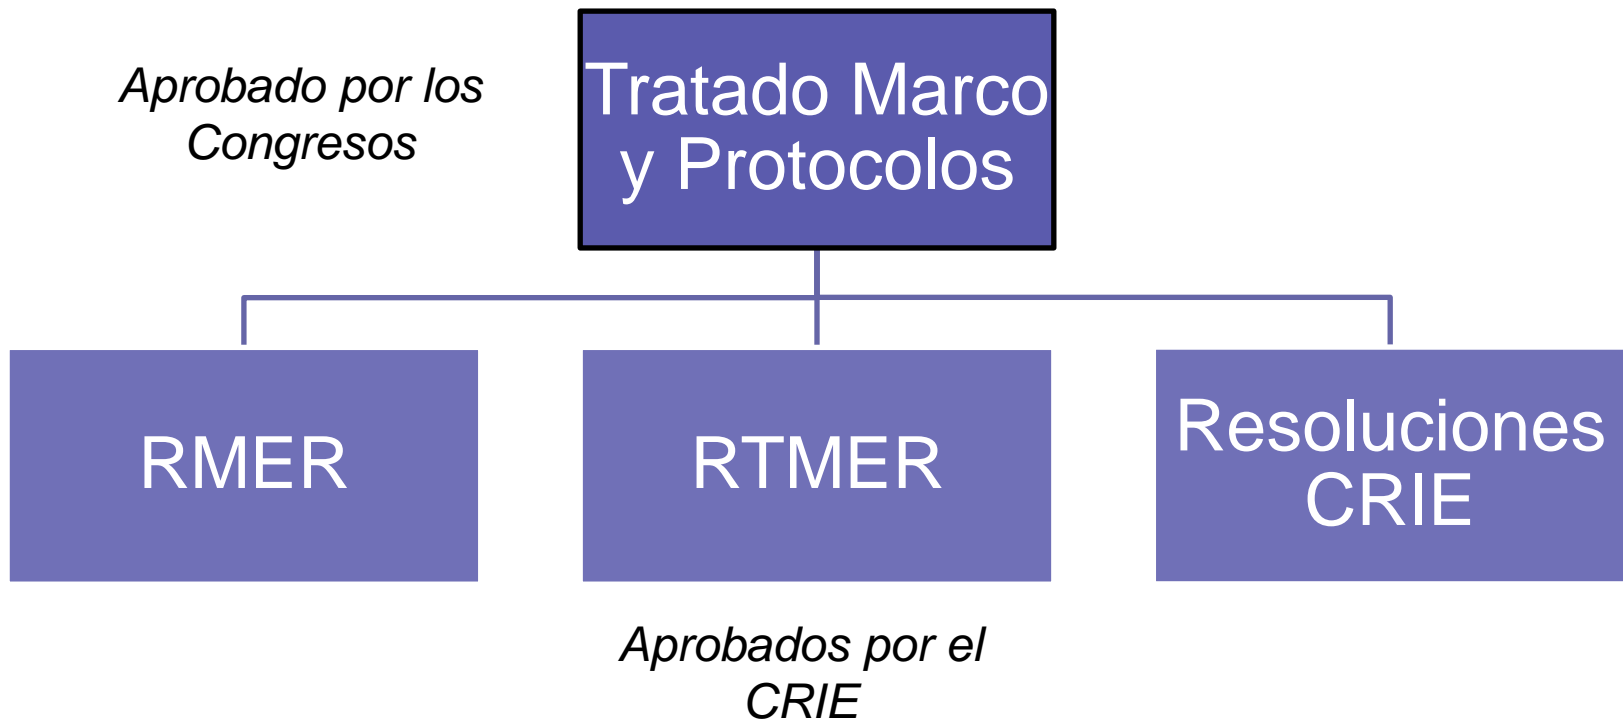 Aprobado por los
Congresos
Tratado Marco
y Protocolos
RMER
RTMER
Resoluciones
CRIE
Aprobados por el
CRIE